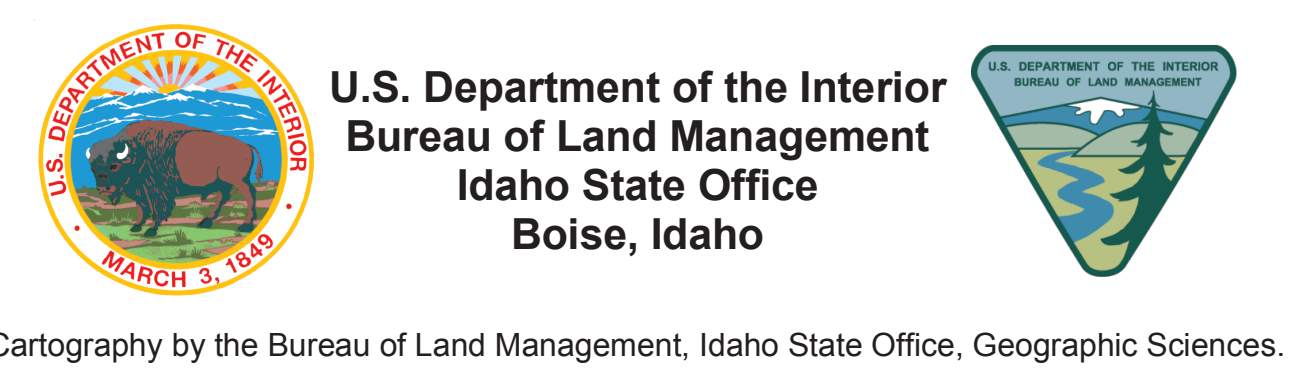 U.S. DEPARTMENT OF THE INTERIOR
MARCH 3, 1849
U.S. Department of the Interior
Bureau of Land Management
Idaho State Office
Boise, Idaho
U.S. DEPARTMENT OF THE INTERIOR
BUREAU OF LAND MANAGEMENT
Cartography by the Bureau of Land Management, Idaho State Office, Geographic Sciences.